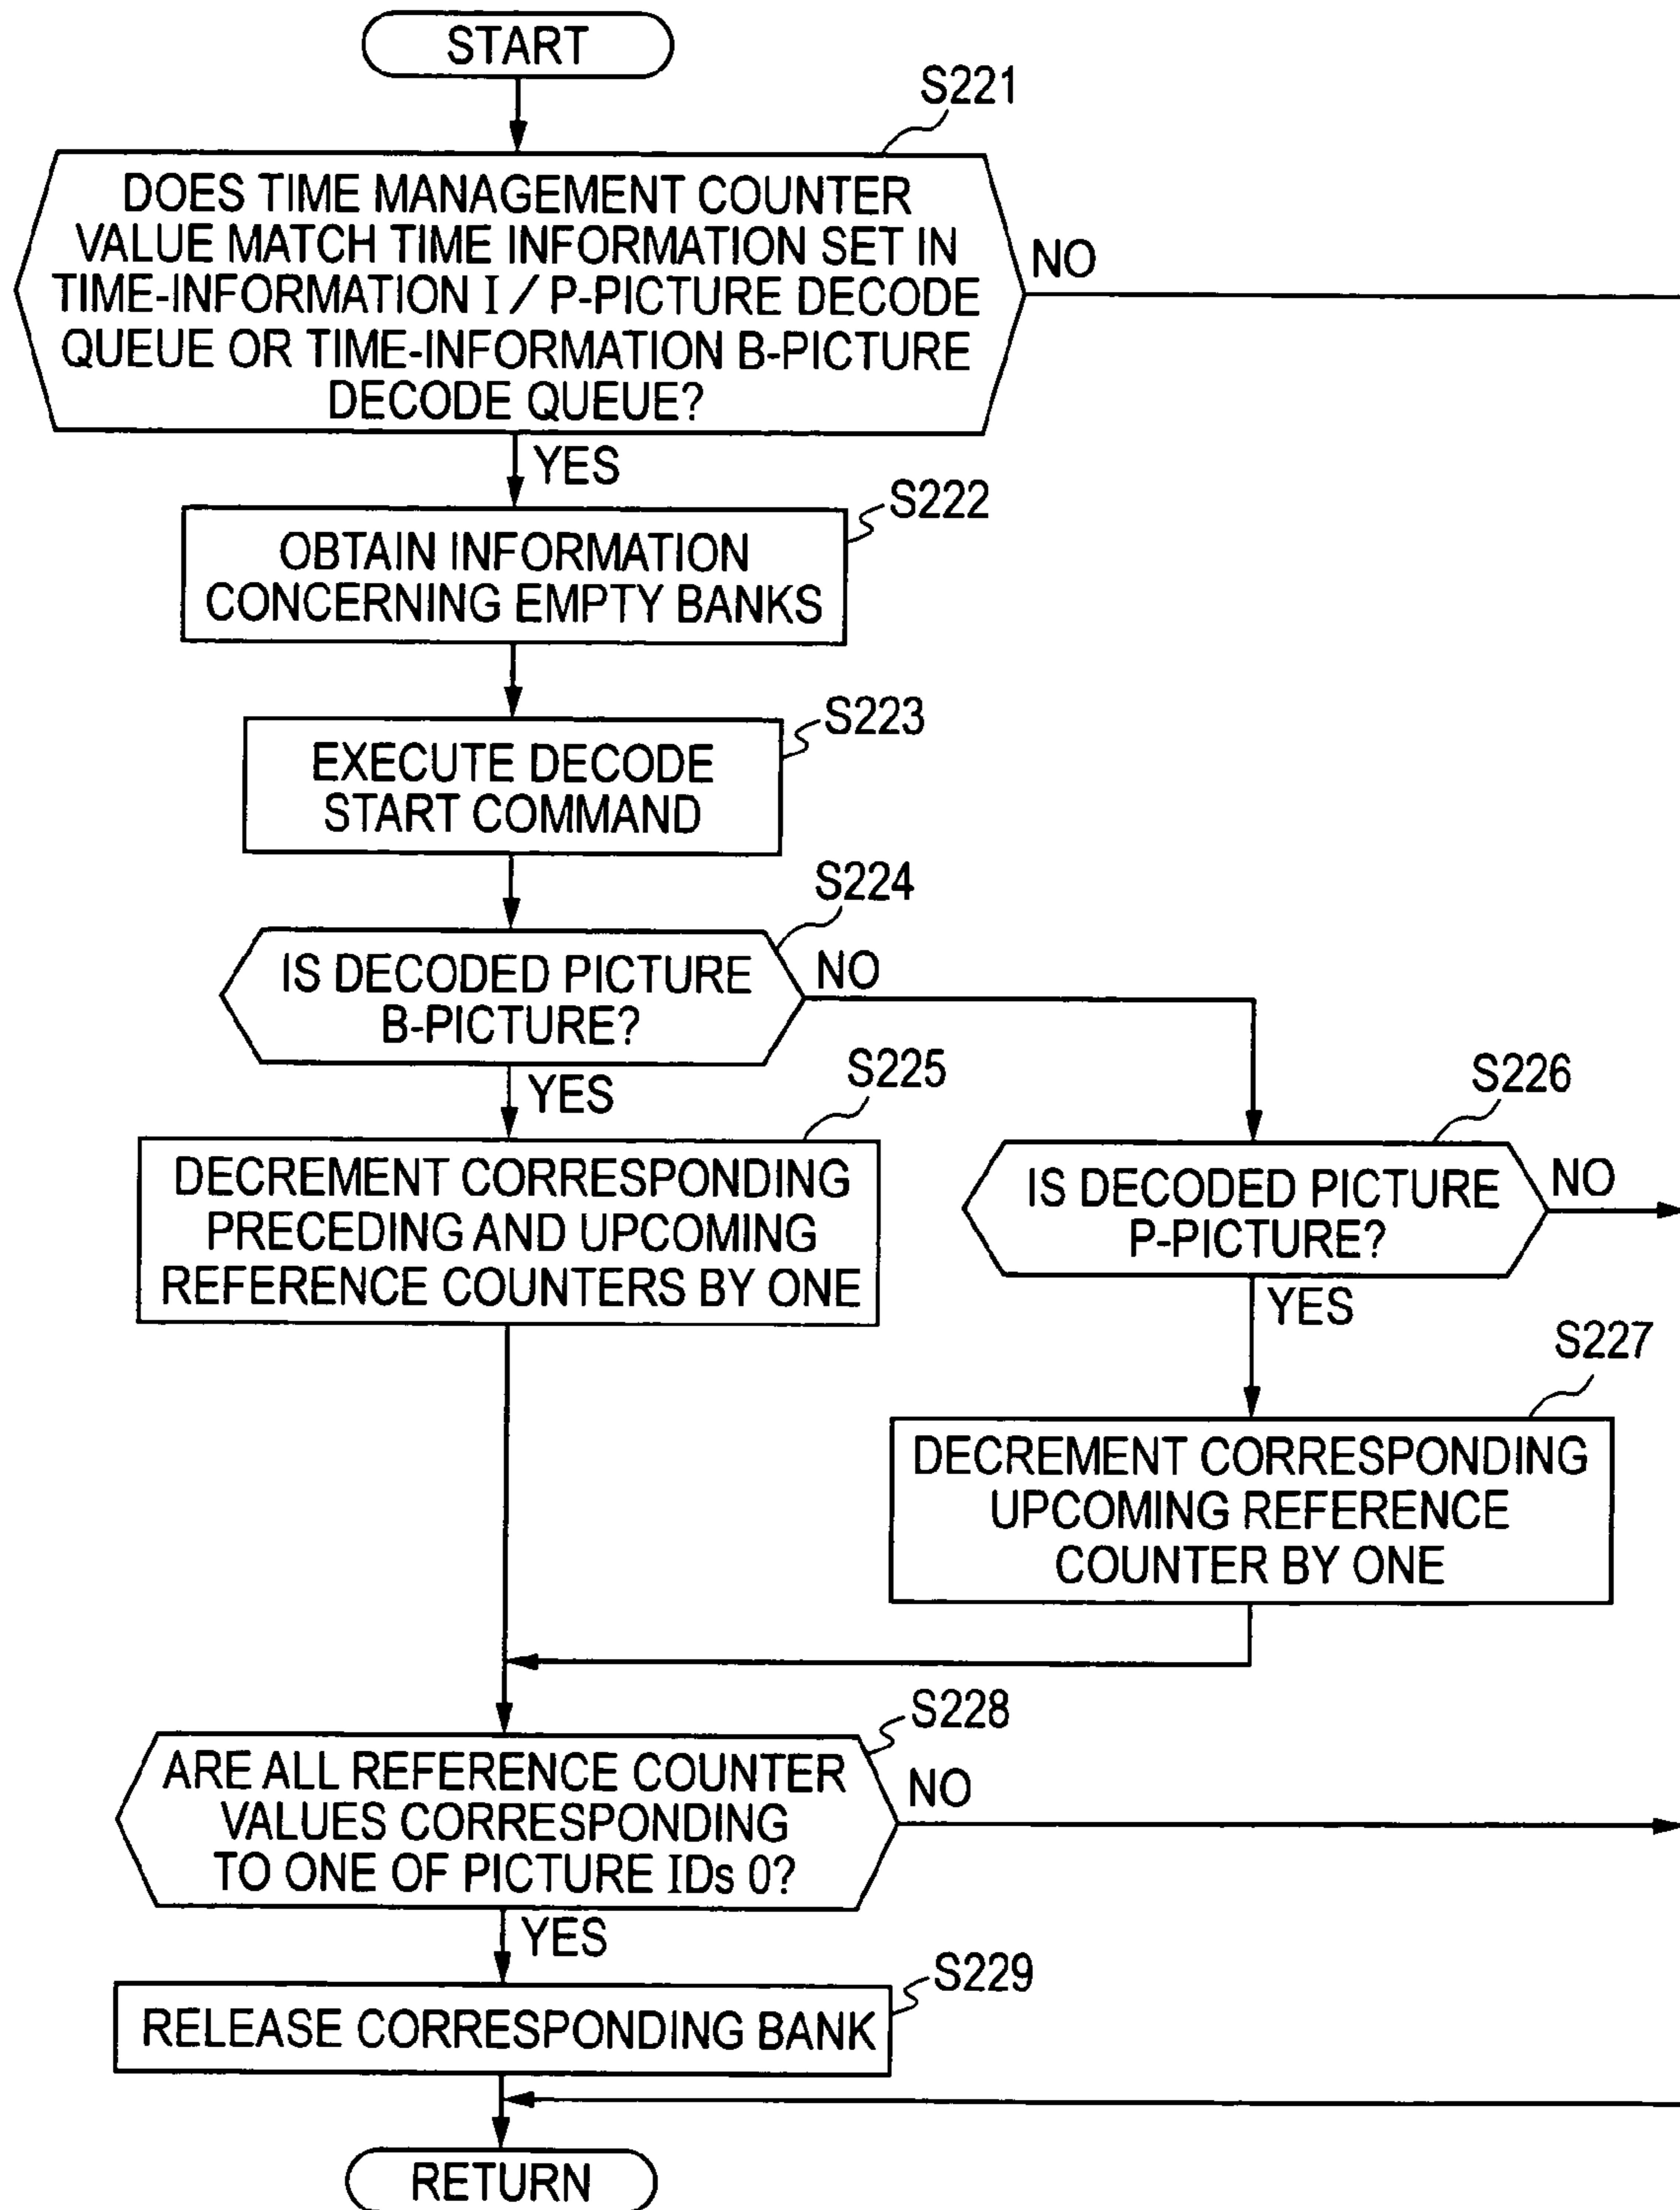 START
S221
DOES TIME MANAGEMENT COUNTER
VALUE MATCH TIME INFORMATION SET IN
TIME-INFORMATION I / P-PICTURE DECODE
QUEUE OR TIME-INFORMATION B-PICTURE
DECODE QUEUE?
NO
YES
S222
OBTAIN INFORMATION
CONCERNING EMPTY BANKS
S223
EXECUTE DECODE
START COMMAND
S224
IS DECODED PICTURE
B-PICTURE?
NO
YES
S225
DECREMENT CORRESPONDING
PRECEDING AND UPCOMING
REFERENCE COUNTERS BY ONE
S226
IS DECODED PICTURE
P-PICTURE?
NO
YES
S227
DECREMENT CORRESPONDING
UPCOMING REFERENCE
COUNTER BY ONE
S228
ARE ALL REFERENCE COUNTER
VALUES CORRESPONDING
TO ONE OF PICTURE IDs 0?
NO
YES
S229
RELEASE CORRESPONDING BANK
RETURN